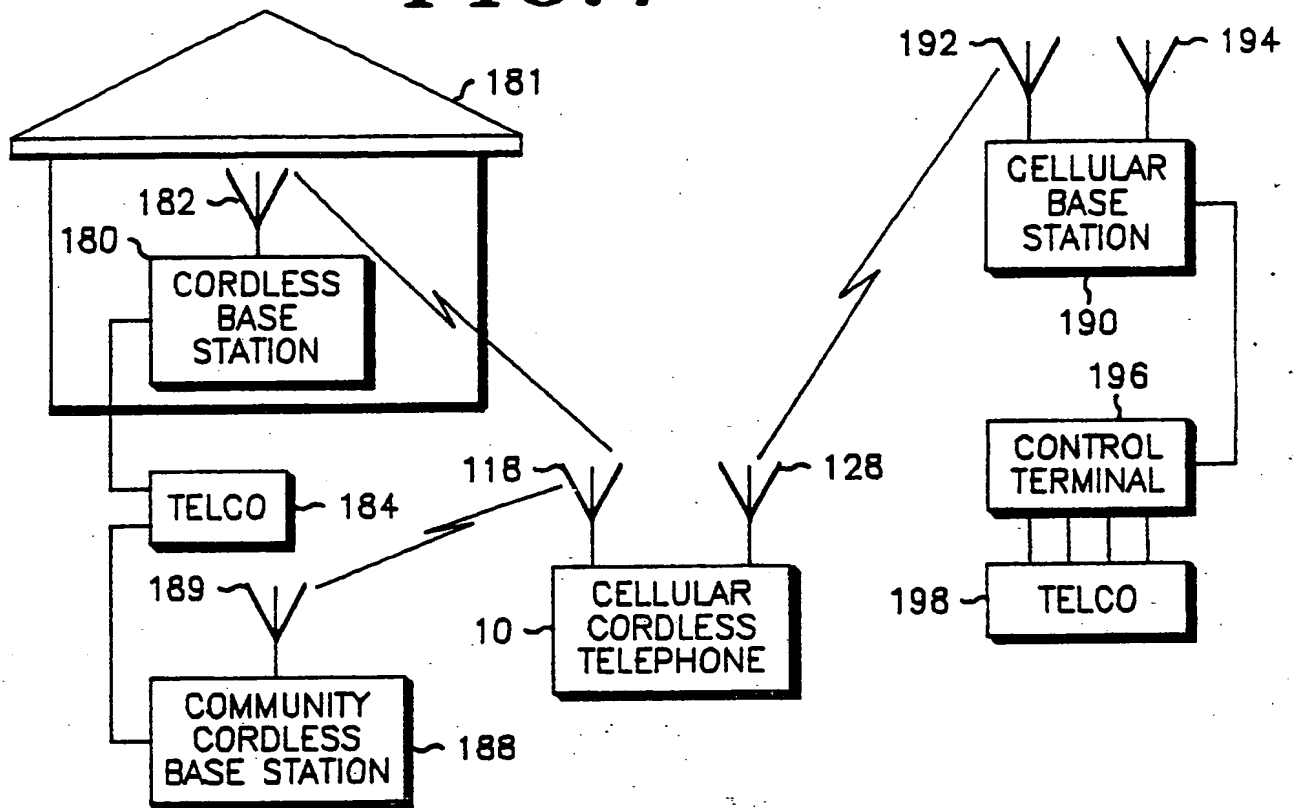 181
182
180
CORDLESS
BASE
STATION
TELCO
184
189
COMMUNITY
CORDLESS
BASE STATION
188
118
128
10
CELLULAR
CORDLESS
TELEPHONE
192
194
CELLULAR
BASE
STATION
190
196
CONTROL
TERMINAL
198
TELCO